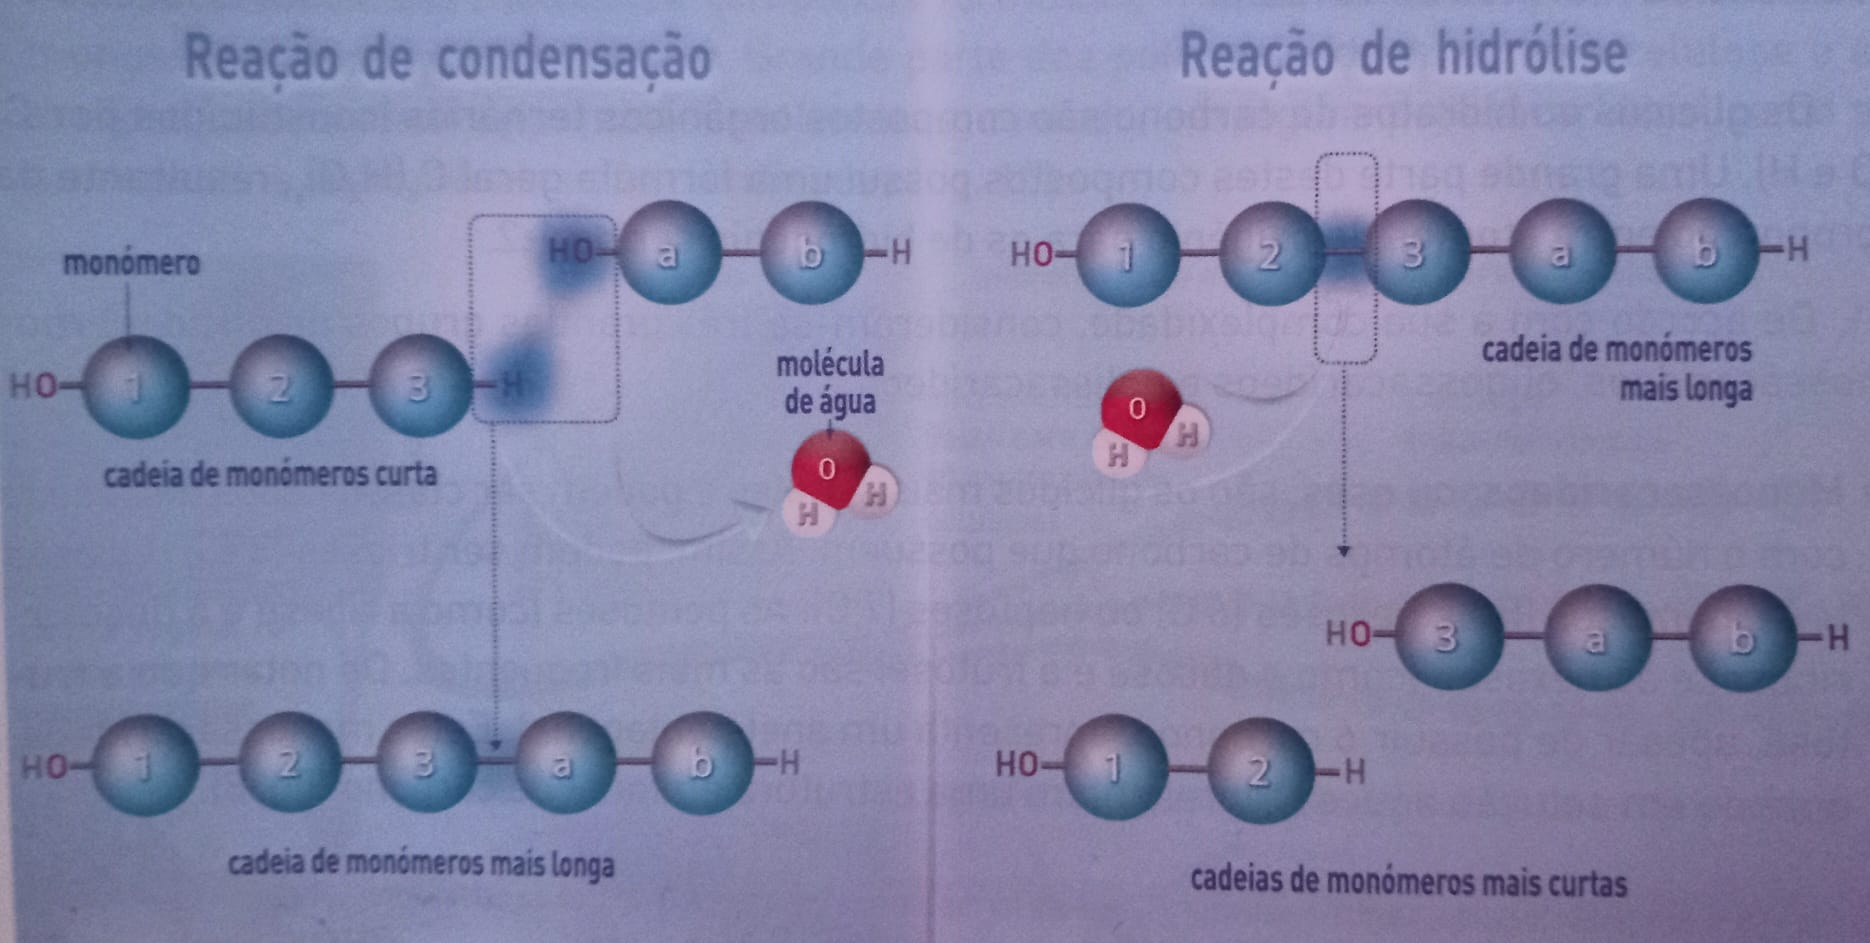 Reação de condensação
monómero
HO
a
b
H
HO
1
2
3
H
cadeia de monómeros curta
molécula
de água
O
H
H
HO
1
2
3
a
b
H
cadeia de monómeros mais longa
Reação de hidrólise
HO
1
2
3
a
b
H
cadeia de monómeros
mais longa
O
H
H
HO
3
a
b
H
HO
1
2
H
cadeias de monómeros mais curtas